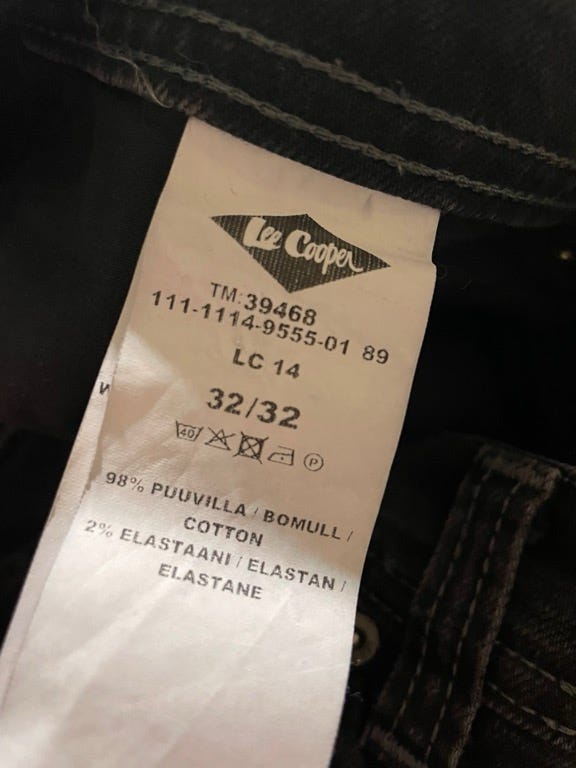 Lee Cooper
TM:39468
111-1114-9555-01 89
LC 14
32/32
40 P
98% PUUVILLA / BOMULL /
COTTON
2% ELASTAANI / ELASTAN /
ELASTANE